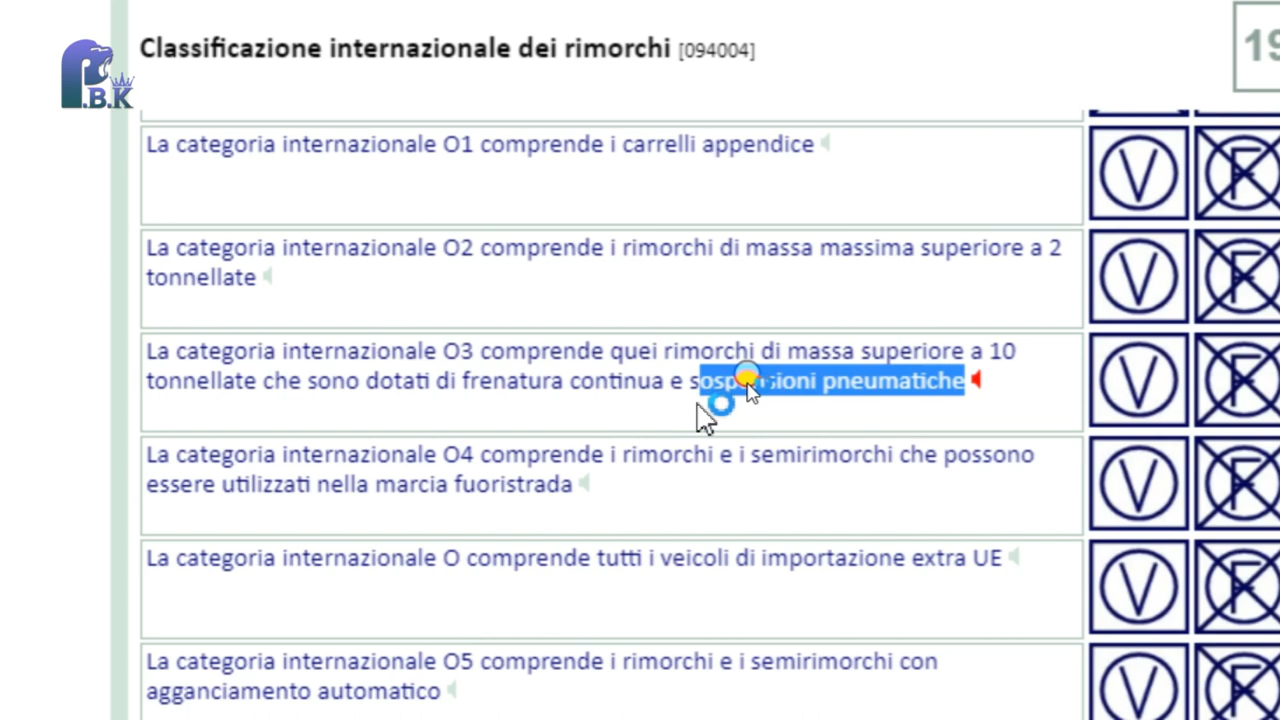 Classificazione internazionale dei rimorchi [094004]
19
P.B.K
La categoria internazionale O1 comprende i carrelli appendice
V F
La categoria internazionale O2 comprende i rimorchi di massa massima superiore a 2
tonnellate
V F
La categoria internazionale O3 comprende quei rimorchi di massa superiore a 10
tonnellate che sono dotati di frenatura continua e sospensioni pneumatiche
V F
La categoria internazionale O4 comprende i rimorchi e i semirimorchi che possono
essere utilizzati nella marcia fuoristrada
V F
La categoria internazionale O comprende tutti i veicoli di importazione extra UE
V F
La categoria internazionale O5 comprende i rimorchi e i semirimorchi con
agganciamento automatico
V F